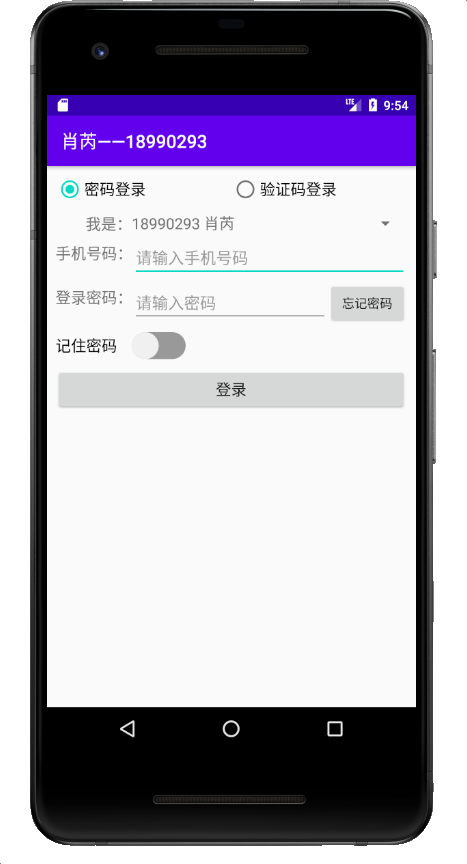 LTE 9:54
肖芮——18990293
密码登录 验证码登录
我是：18990293 肖芮
手机号码： 请输入手机号码
登录密码： 请输入密码 忘记密码
记住密码
登录